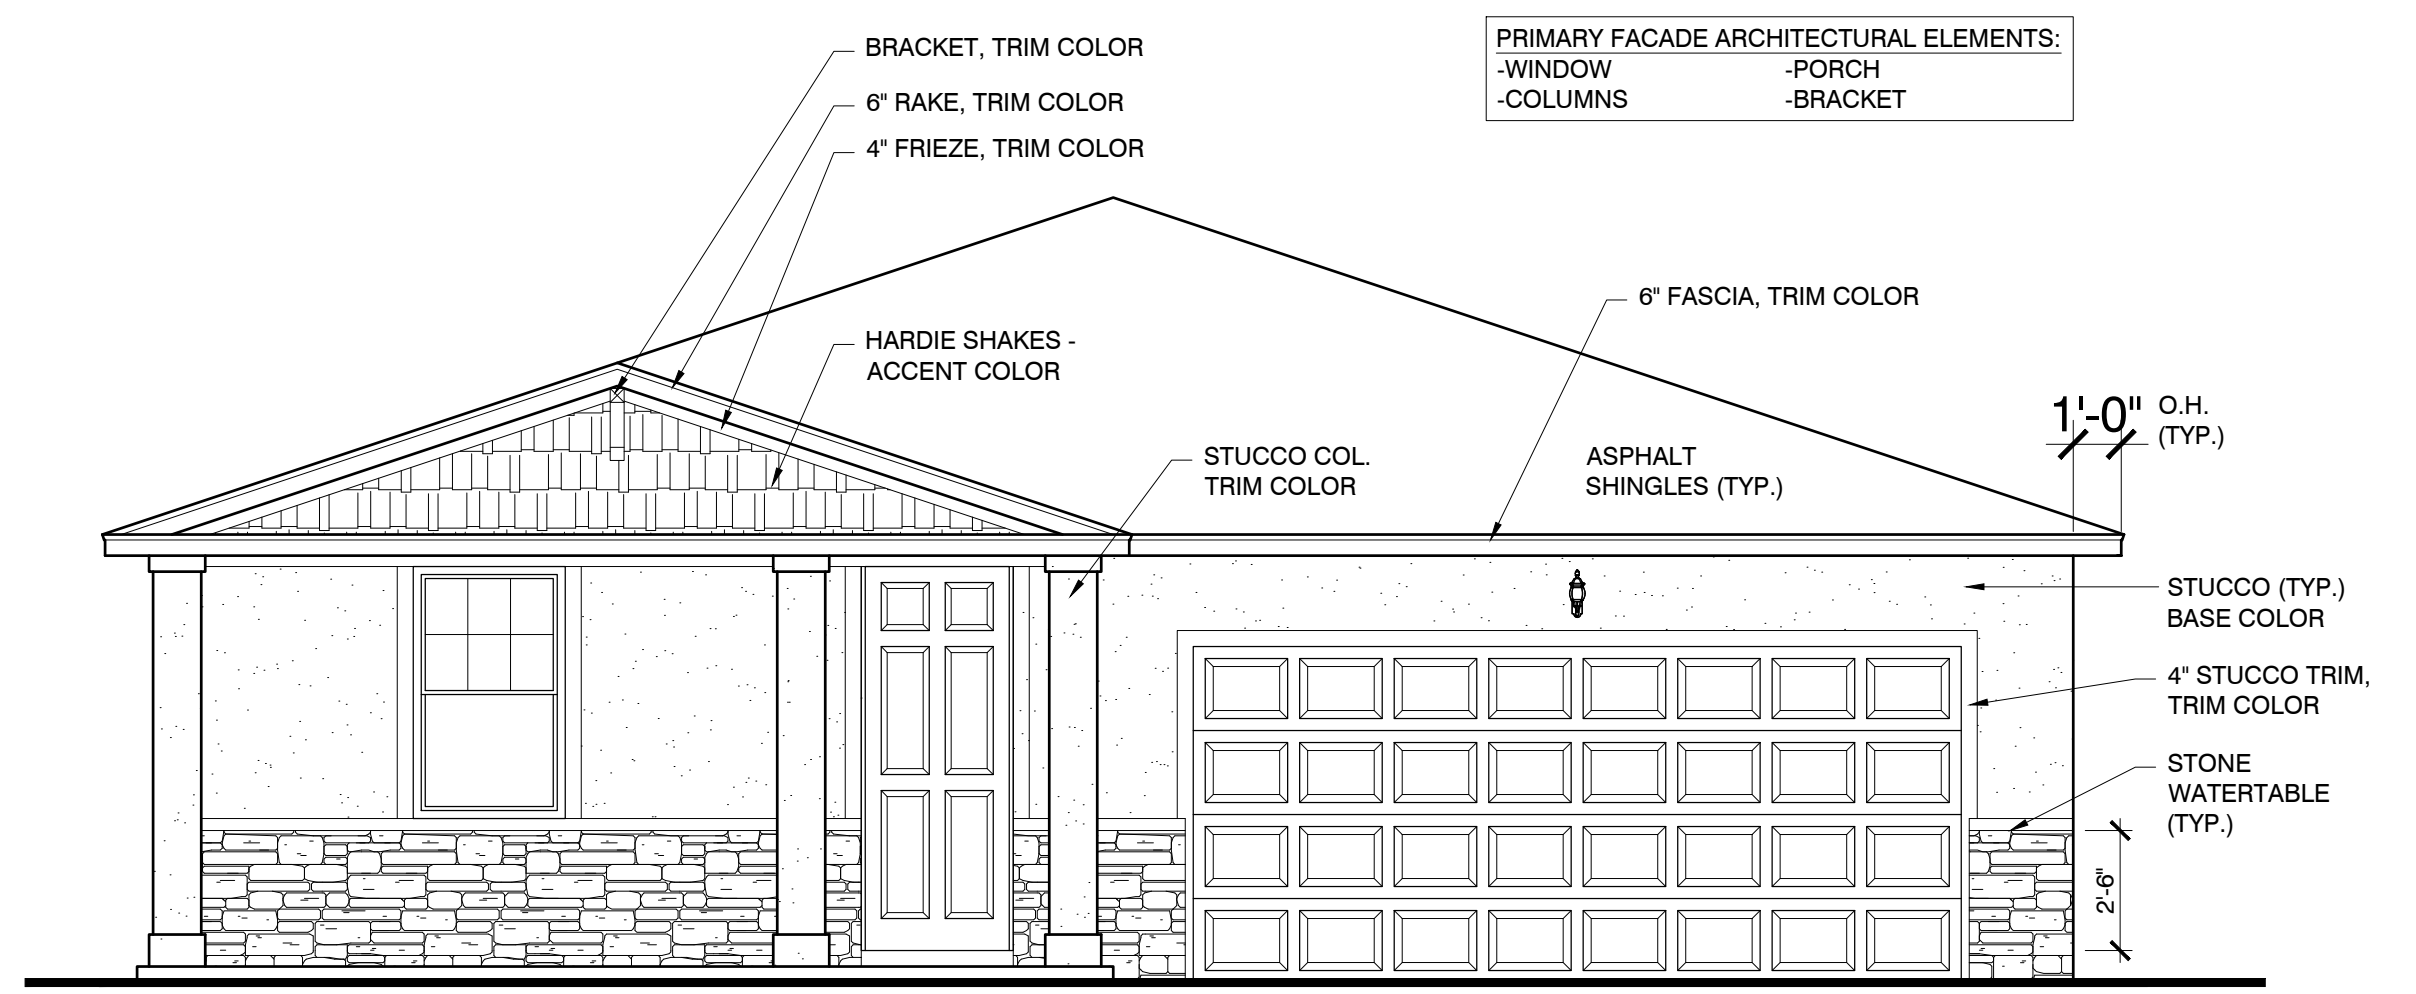 BRACKET, TRIM COLOR
6" RAKE, TRIM COLOR
4" FRIEZE, TRIM COLOR
PRIMARY FACADE ARCHITECTURAL ELEMENTS:
-WINDOW -PORCH
-COLUMNS -BRACKET
6" FASCIA, TRIM COLOR
HARDIE SHAKES -
ACCENT COLOR
1'-0" O.H.
(TYP.)
STUCCO COL.
TRIM COLOR
ASPHALT
SHINGLES (TYP.)
STUCCO (TYP.)
BASE COLOR
4" STUCCO TRIM,
TRIM COLOR
STONE
WATERTABLE
(TYP.)
2'-6"